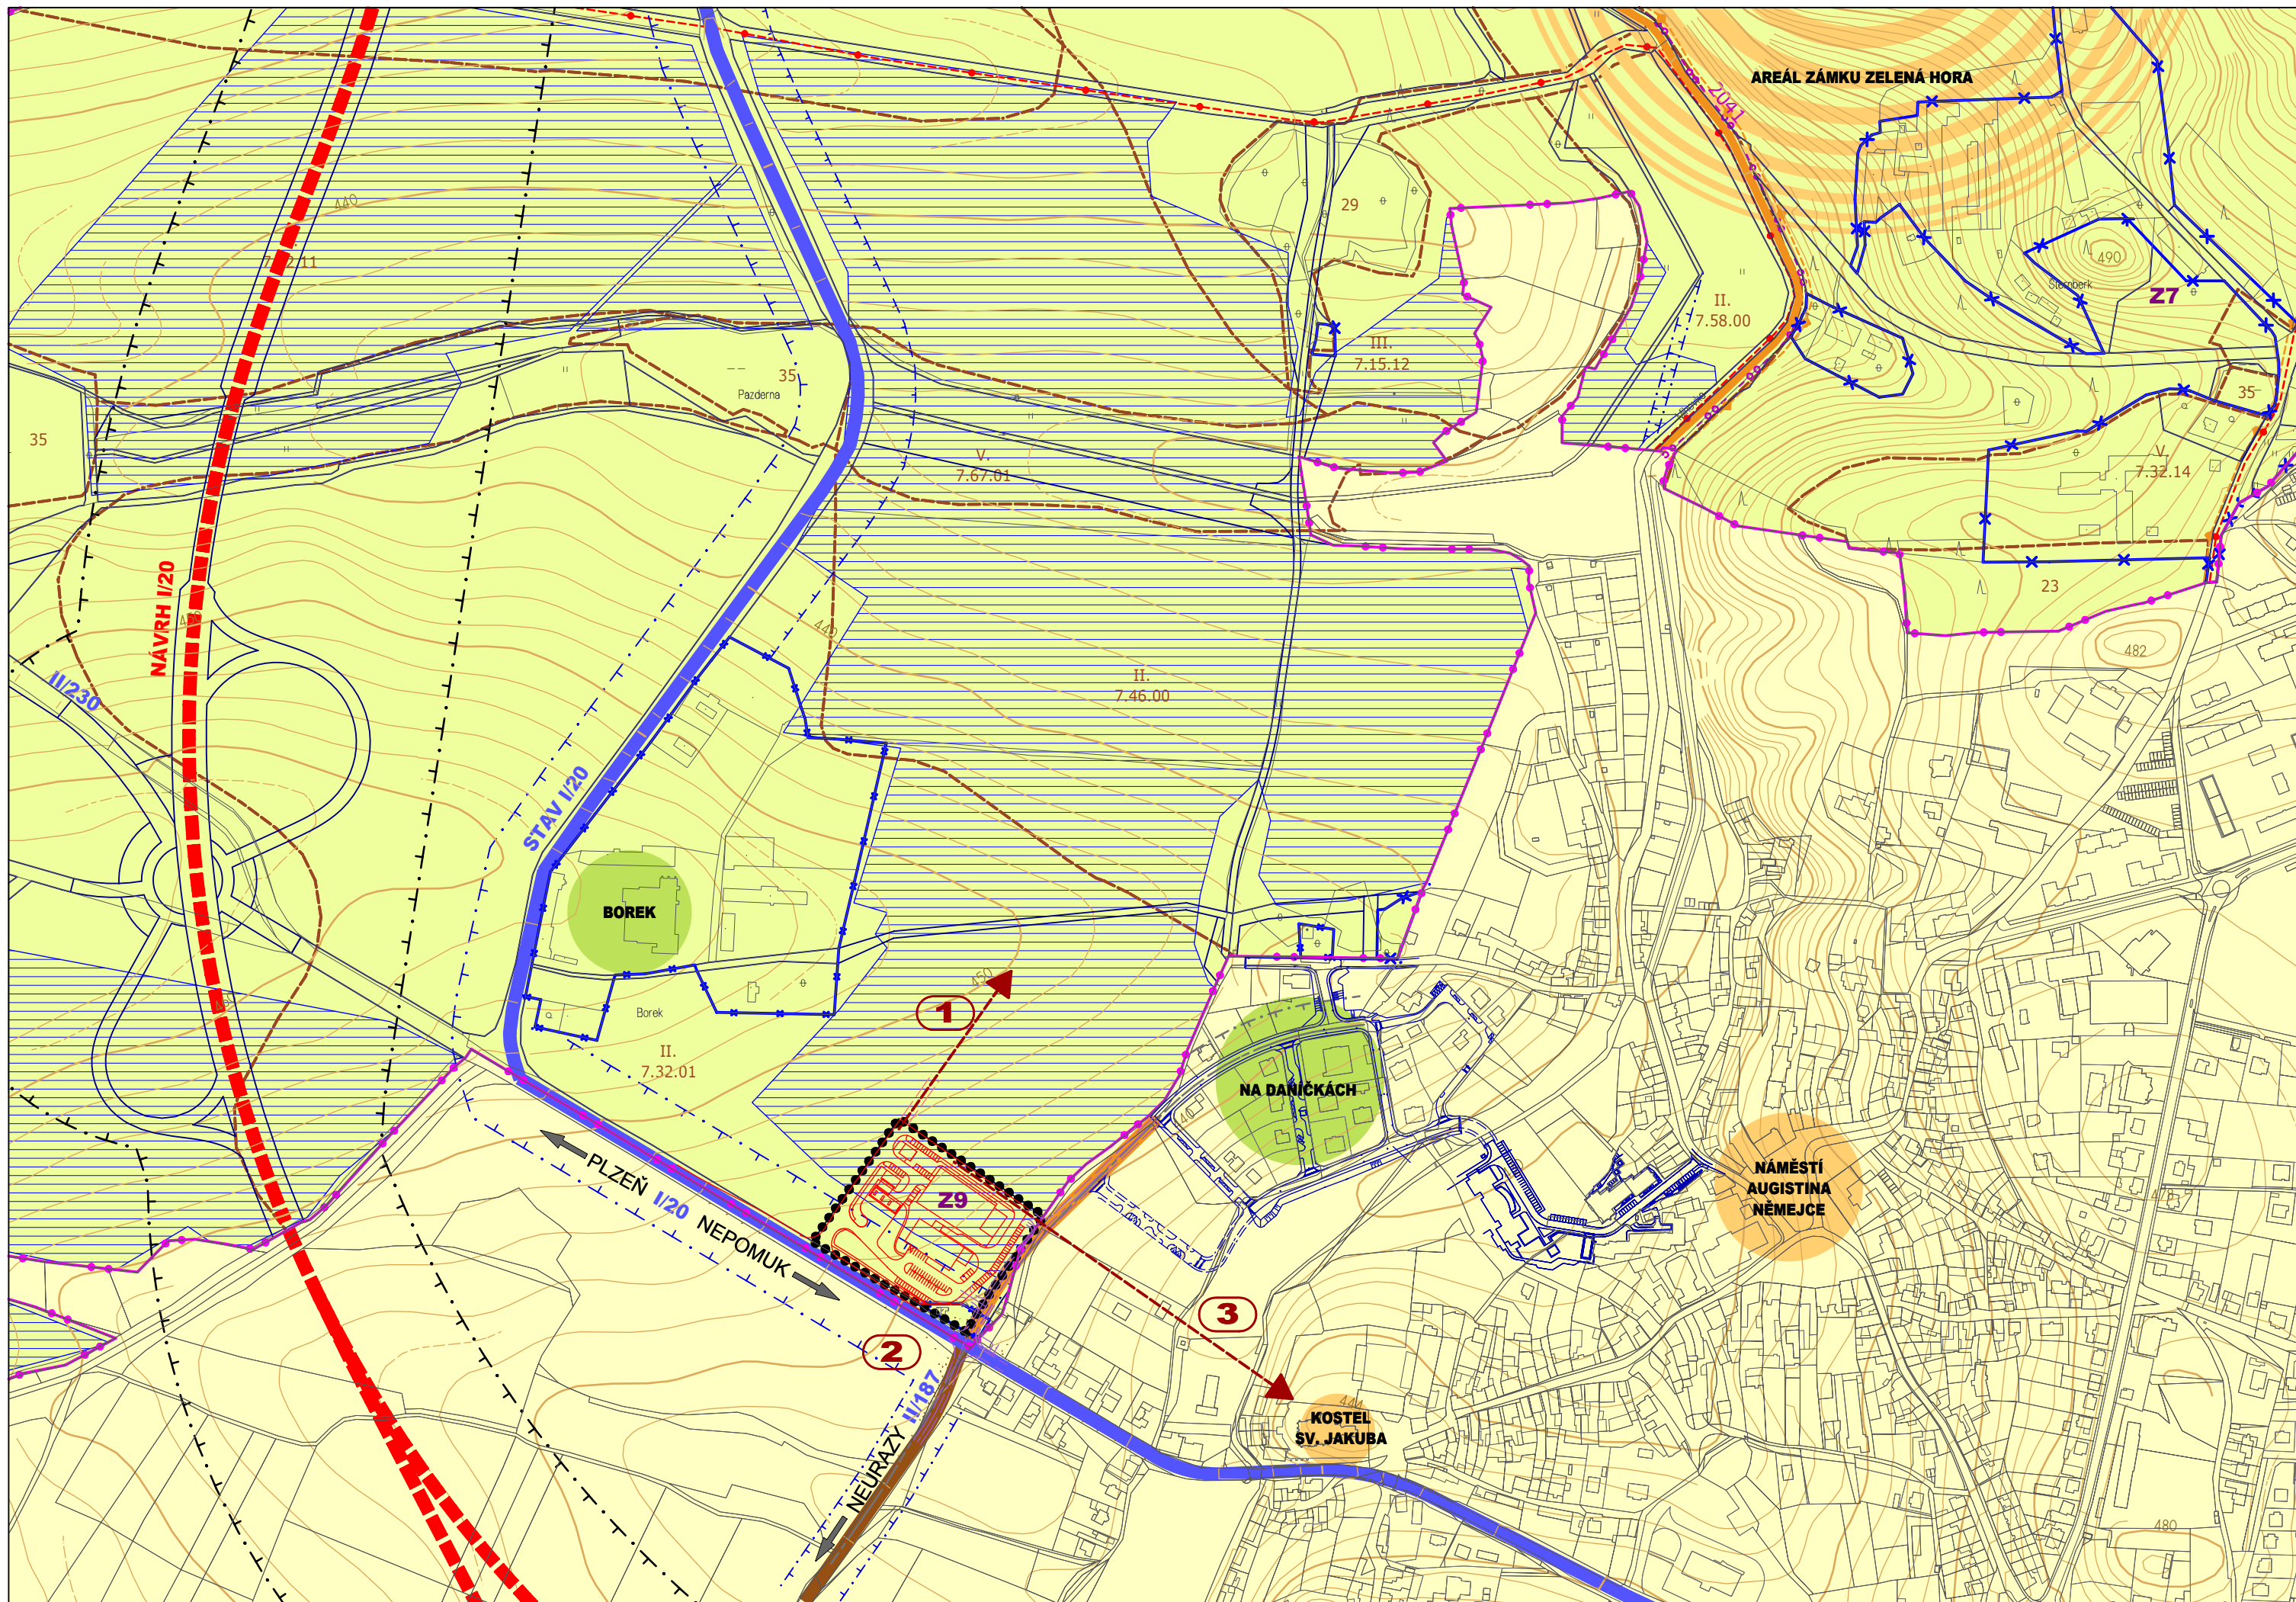 AREÁL ZÁMKU ZELENÁ HORA
2041
440
29
7.11
490
Šternberk
Z7
II.
7.58.00
III.
7.15.12
35
Pazderna
35
35
V.
7.67.01
V.
7.32.14
23
NÁVRH I/20
482
II/230
440
II.
7.46.00
STAV I/20
BOREK
450
1
Borek
II.
7.32.01
NA DANÍČKÁCH
PLZEŇ I/20 NEPOMUK
Z9
NÁMĚSTÍ
AUGISTINA
NĚMEJCE
3
2
II/187
NEURAZY
KOSTEL
SV. JAKUBA
480